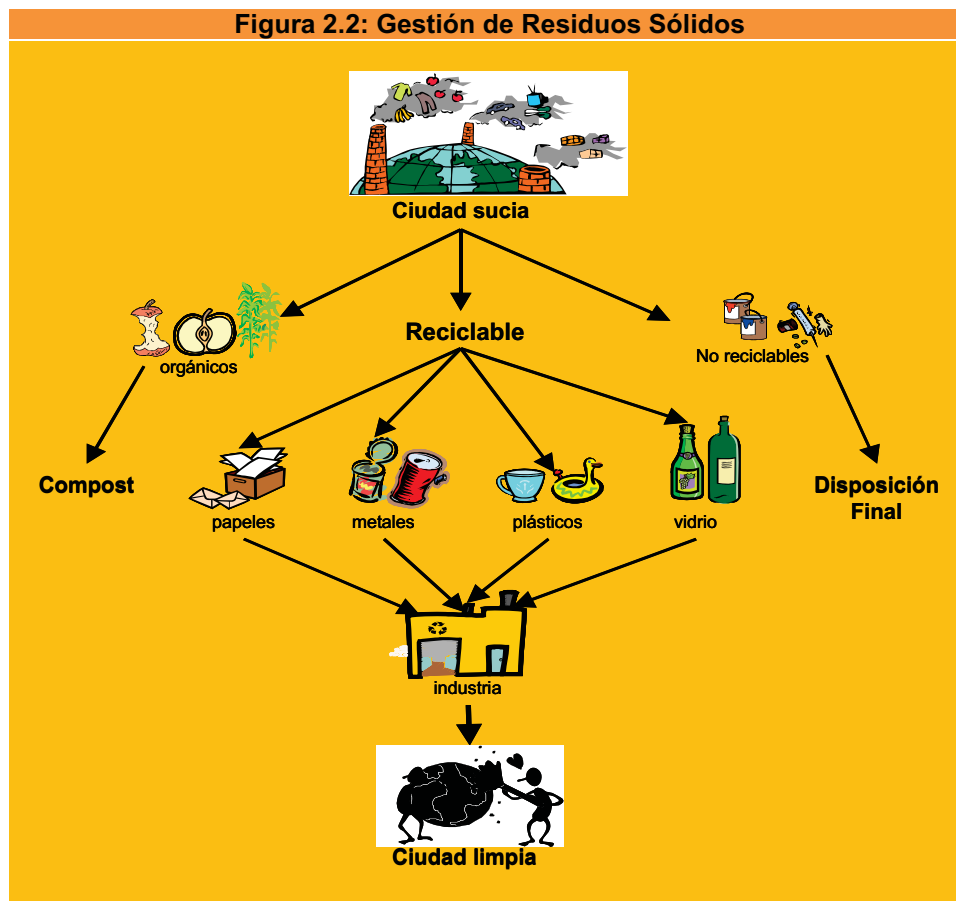 Figura 2.2: Gestión de Residuos Sólidos
Ciudad sucia
orgánicos
Reciclable
No reciclables
Compost
papeles
metales
plásticos
vidrio
Disposición
Final
industria
Ciudad limpia